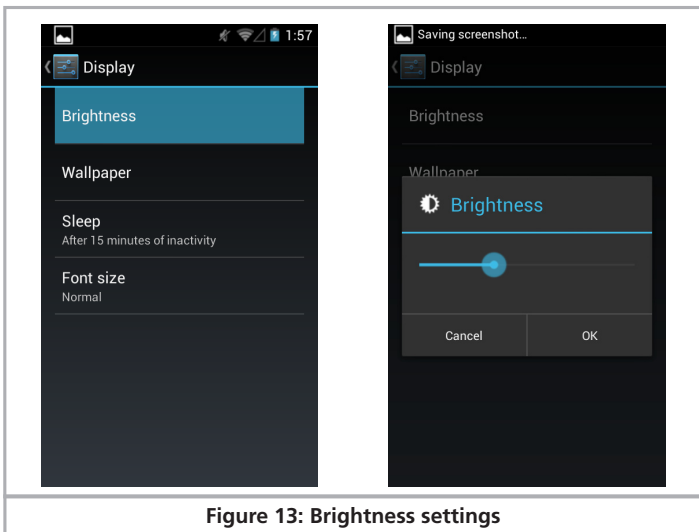 1:57
Display
Brightness
Wallpaper
Sleep
After 15 minutes of inactivity
Font size
Normal
Saving screenshot...
Display
Brightness
Wallpaper
Brightness
Cancel
OK
Figure 13: Brightness settings